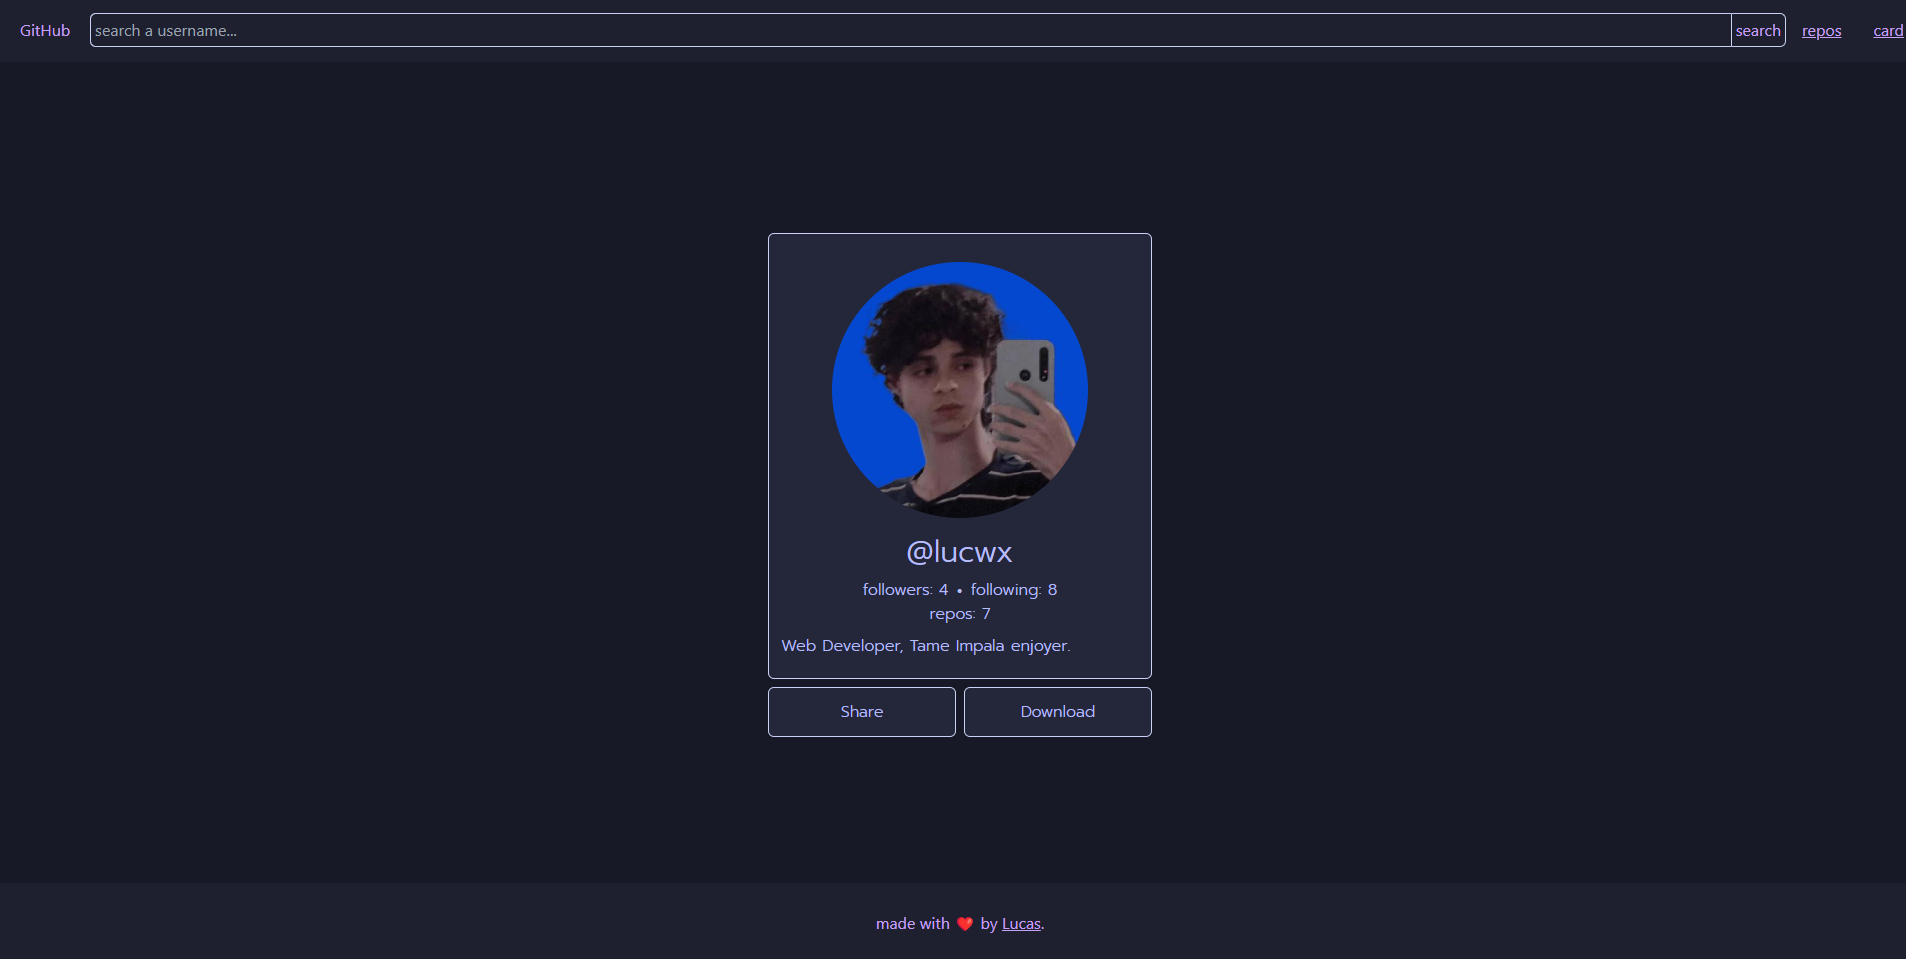 GitHub search a username... search repos card
@lucwx
followers: 4 • following: 8
repos: 7
Web Developer, Tame Impala enjoyer.
Share Download
made with ❤️ by Lucas.